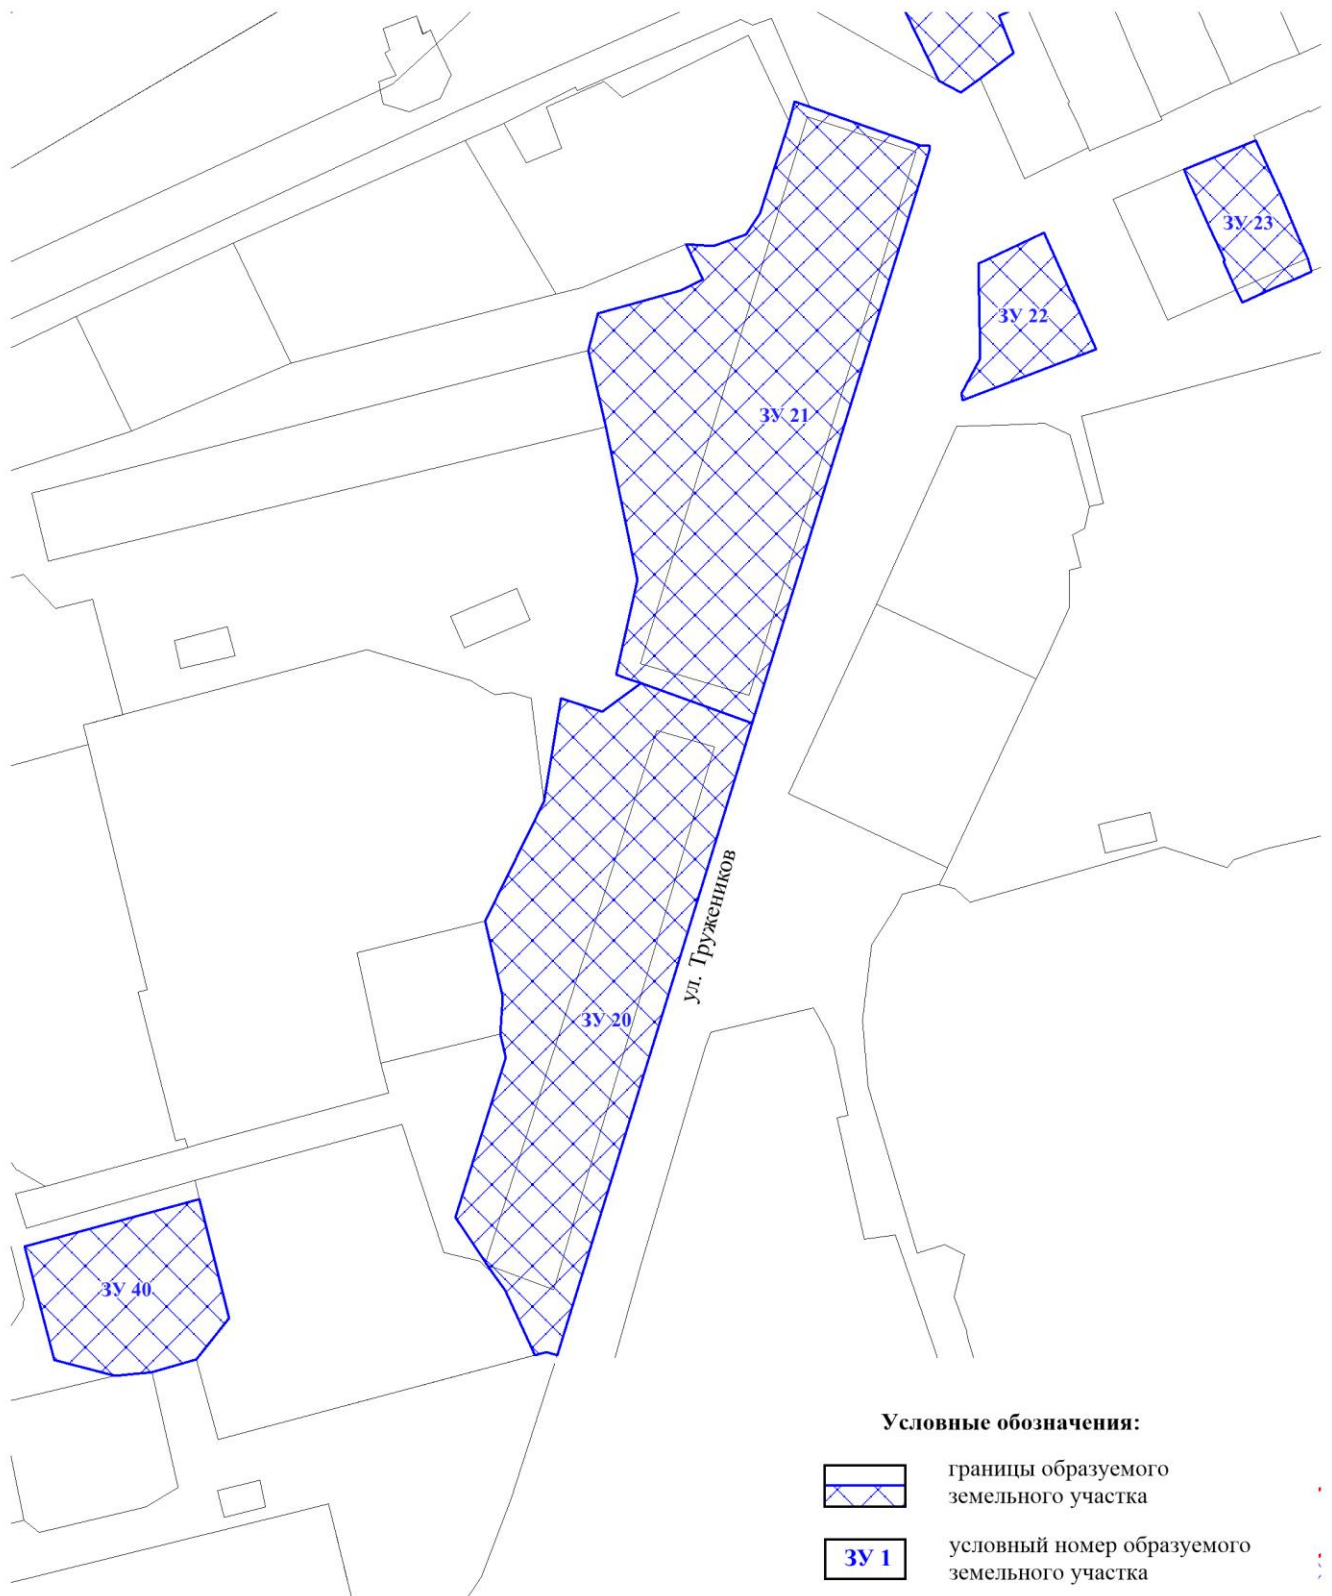 ЗУ 23
ЗУ 22
ЗУ 21
ул. Тружеников
ЗУ 20
ЗУ 40
Условные обозначения:
границы образуемого
земельного участка
ЗУ 1
условный номер образуемого
земельного участка